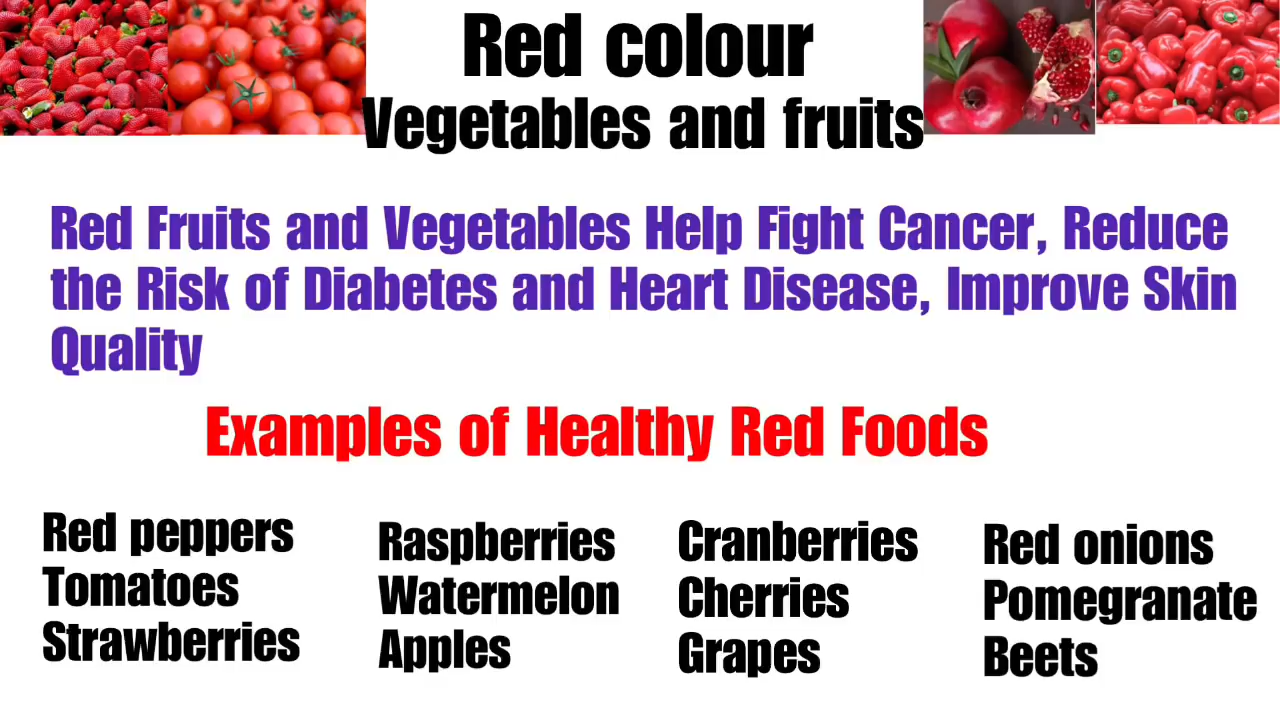 Red colour
Vegetables and fruits
Red Fruits and Vegetables Help Fight Cancer, Reduce
the Risk of Diabetes and Heart Disease, Improve Skin
Quality
Examples of Healthy Red Foods
Red peppers
Tomatoes
Strawberries
Raspberries
Watermelon
Apples
Cranberries
Cherries
Grapes
Red onions
Pomegranate
Beets